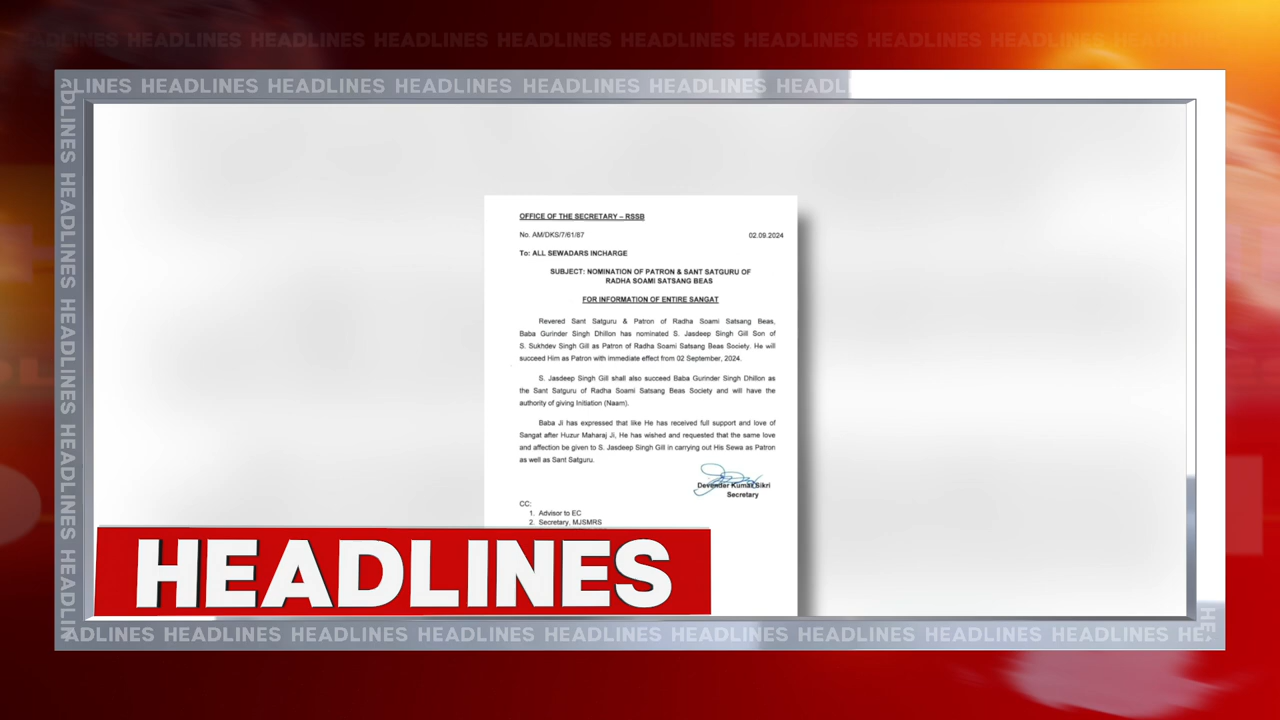 HEADLINES HEADLINES HEADLINES HEADLINES HEADLINES HEADLINES HEADLINES HEADLINES HEADLINES
LINES HEADLINES HEADLINES HEADLINES HEADLINES HEADLINES HEADL
DLINES HEADLINES HEADLINES HEADLINES HEADLIN
OFFICE OF THE SECRETARY – RSSB
No. AM/DKS/7/61/87 02.09.2024
To: ALL SEWADARS INCHARGE
SUBJECT: NOMINATION OF PATRON & SANT SATGURU OF
RADHA SOAMI SATSANG BEAS
FOR INFORMATION OF ENTIRE SANGAT
Revered Sant Satguru & Patron of Radha Soami Satsang Beas,
Baba Gurinder Singh Dhillon has nominated S. Jasdeep Singh Gill Son of
S. Sukhdev Singh Gill as Patron of Radha Soami Satsang Beas Society. He will
succeed Him as Patron with immediate effect from 02 September, 2024.
S. Jasdeep Singh Gill shall also succeed Baba Gurinder Singh Dhillon as
the Sant Satguru of Radha Soami Satsang Beas Society and will have the
authority of giving Initiation (Naam).
Baba Ji has expressed that like He has received full support and love of
Sangat after Huzur Maharaj Ji, He has wished and requested that the same love
and affection be given to S. Jasdeep Singh Gill in carrying out His Sewa as Patron
as well as Sant Satguru.
Devender Kumar Sikri
Secretary
CC:
1. Advisor to EC
2. Secretary, MJSMRS
HEADLINES
ADLINES HEADLINES HEADLINES HEADLINES HEADLINES HEADLINES HEADLINES HEADLINES HEADLINES HE